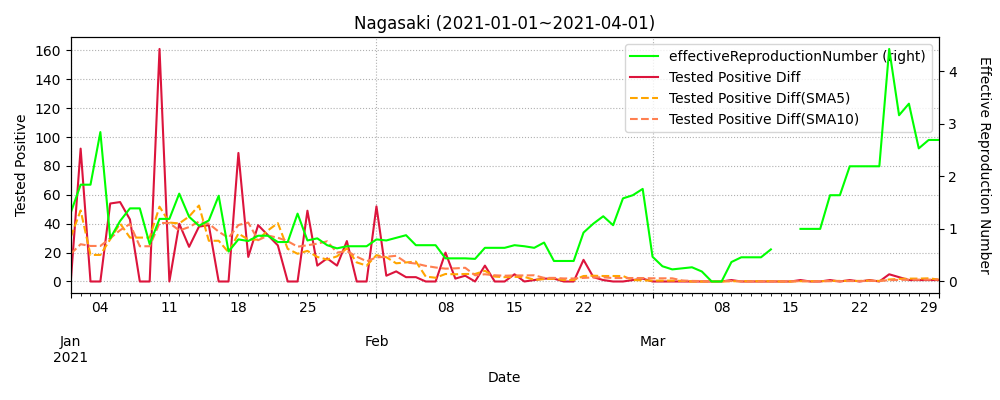 Nagasaki (2021-01-01~2021-04-01)
effectiveReproductionNumber (right)
Tested Positive Diff
Tested Positive Diff(SMA5)
Tested Positive Diff(SMA10)
Tested Positive
160
140
120
100
80
60
40
20
0
4
3
2
1
0
Effective Reproduction Number
04 11 18 25 08 15 22 08 15 22 29
Jan Feb Mar
2021
Date